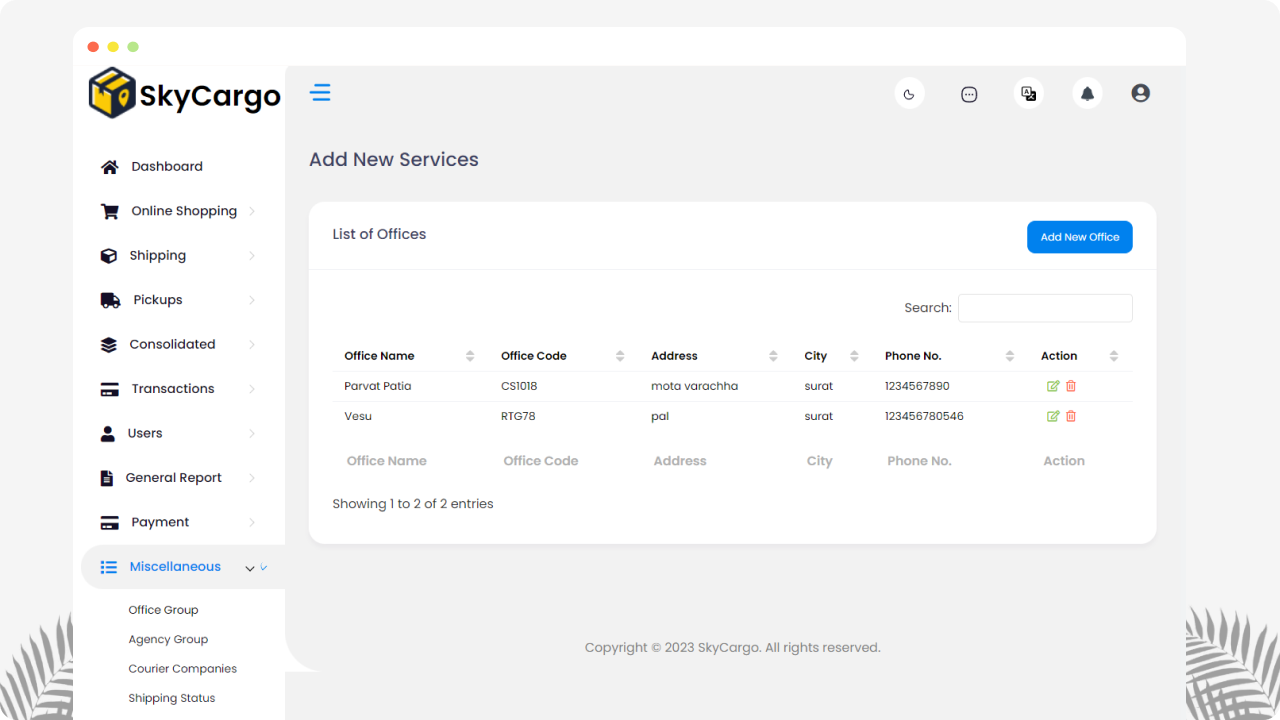 SkyCargo
Dashboard
Online Shopping
Shipping
Pickups
Consolidated
Transactions
Users
General Report
Payment
Miscellaneous
Office Group
Agency Group
Courier Companies
Shipping Status
Add New Services
List of Offices
Add New Office
Search:
Office Name Office Code Address City Phone No. Action
Parvat Patia CS1018 mota varachha surat 1234567890
Vesu RTG78 pal surat 123456780546
Office Name Office Code Address City Phone No. Action
Showing 1 to 2 of 2 entries
Copyright © 2023 SkyCargo. All rights reserved.